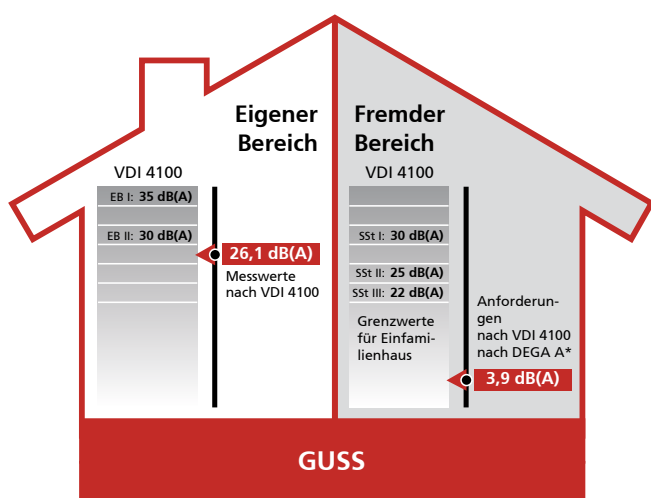 Eigener
Bereich
VDI 4100
EB I: 35 dB(A)
EB II: 30 dB(A)
26,1 dB(A)
Messwerte
nach VDI 4100
Fremder
Bereich
VDI 4100
SSt I: 30 dB(A)
SSt II: 25 dB(A)
SSt III: 22 dB(A)
Grenzwerte
für Einfami-
lienhaus
Anforderun-
gen
nach VDI 4100
nach DEGA A*
3,9 dB(A)
GUSS